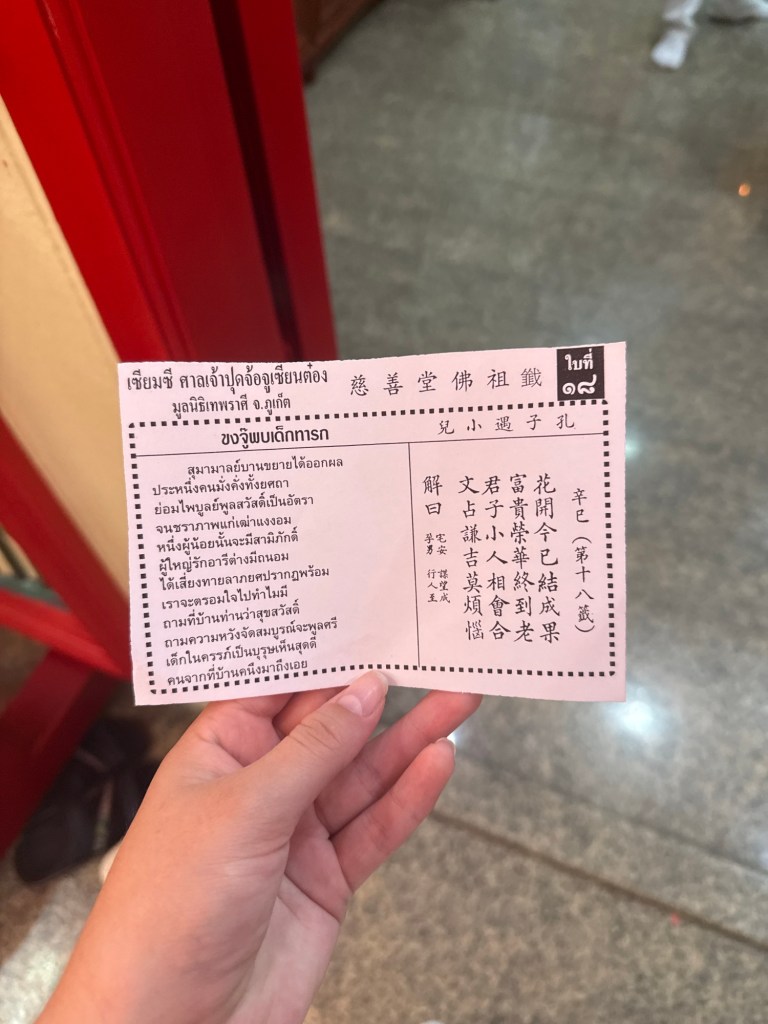 เซียมซี ศาลเจ้าปุดจ้อจูเซียนต๋อง
มูลนิธิเทพราศี จ.ภูเก็ต
慈善堂佛祖籤
ใบที่
๑๘
ขงจู๊พบเด็กทารก
孔子遇小兒
สุมามาลย์บานขยายได้ออกผล
ประหนึ่งคนมั่งคั่งทั้งยศถา
ย่อมไพบูลย์พูลสวัสดิ์เป็นอัตรา
จนชราภาพแก่เฒ่าแงงอม
หนึ่งผู้น้อยนั้นจะมีสามิภักดิ์
ผู้ใหญ่รักอารีต่างมีถนอม
ได้เสี่ยงทายลาภยศปรากฏพร้อม
เราจะตรอมใจไปทำไมมี
ถามที่บ้านท่านว่าสุขสวัสดิ์
ถามความหวังจัดสมบูรณ์จะพูลศรี
เด็กในครรภ์เป็นบุรุษเห็นสุดดี
คนจากที่บ้านคนึงมาถึงเอย
辛巳（第十八籤）
花開今已結成果
富貴榮華終到老
君子小人相會合
文占謙吉莫煩惱
解曰
宅安 謀望成
孕男 行人至